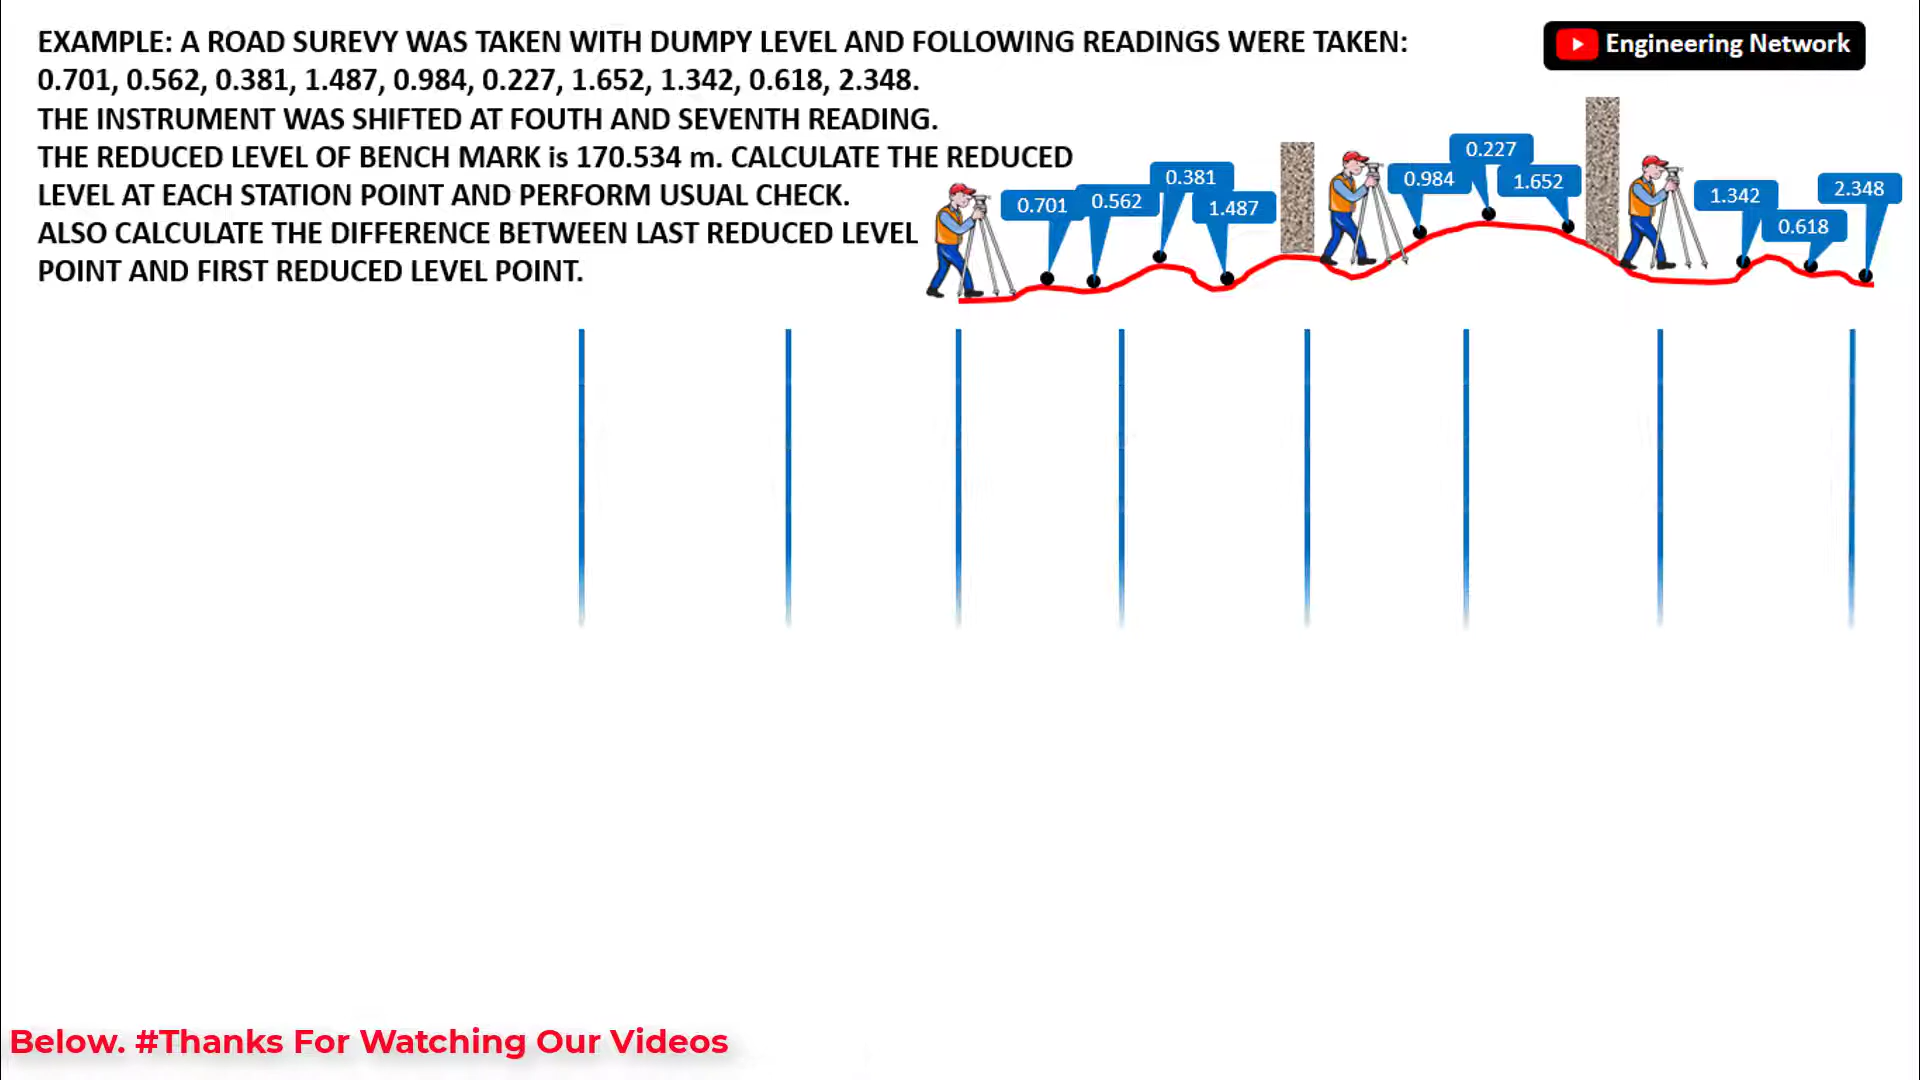 EXAMPLE: A ROAD SUREVY WAS TAKEN WITH DUMPY LEVEL AND FOLLOWING READINGS WERE TAKEN:
0.701, 0.562, 0.381, 1.487, 0.984, 0.227, 1.652, 1.342, 0.618, 2.348.
THE INSTRUMENT WAS SHIFTED AT FOUTH AND SEVENTH READING.
THE REDUCED LEVEL OF BENCH MARK is 170.534 m. CALCULATE THE REDUCED
LEVEL AT EACH STATION POINT AND PERFORM USUAL CHECK.
ALSO CALCULATE THE DIFFERENCE BETWEEN LAST REDUCED LEVEL
POINT AND FIRST REDUCED LEVEL POINT.
Engineering Network
0.701
0.562
0.381
1.487
0.984
0.227
1.652
1.342
0.618
2.348
Below. #Thanks For Watching Our Videos